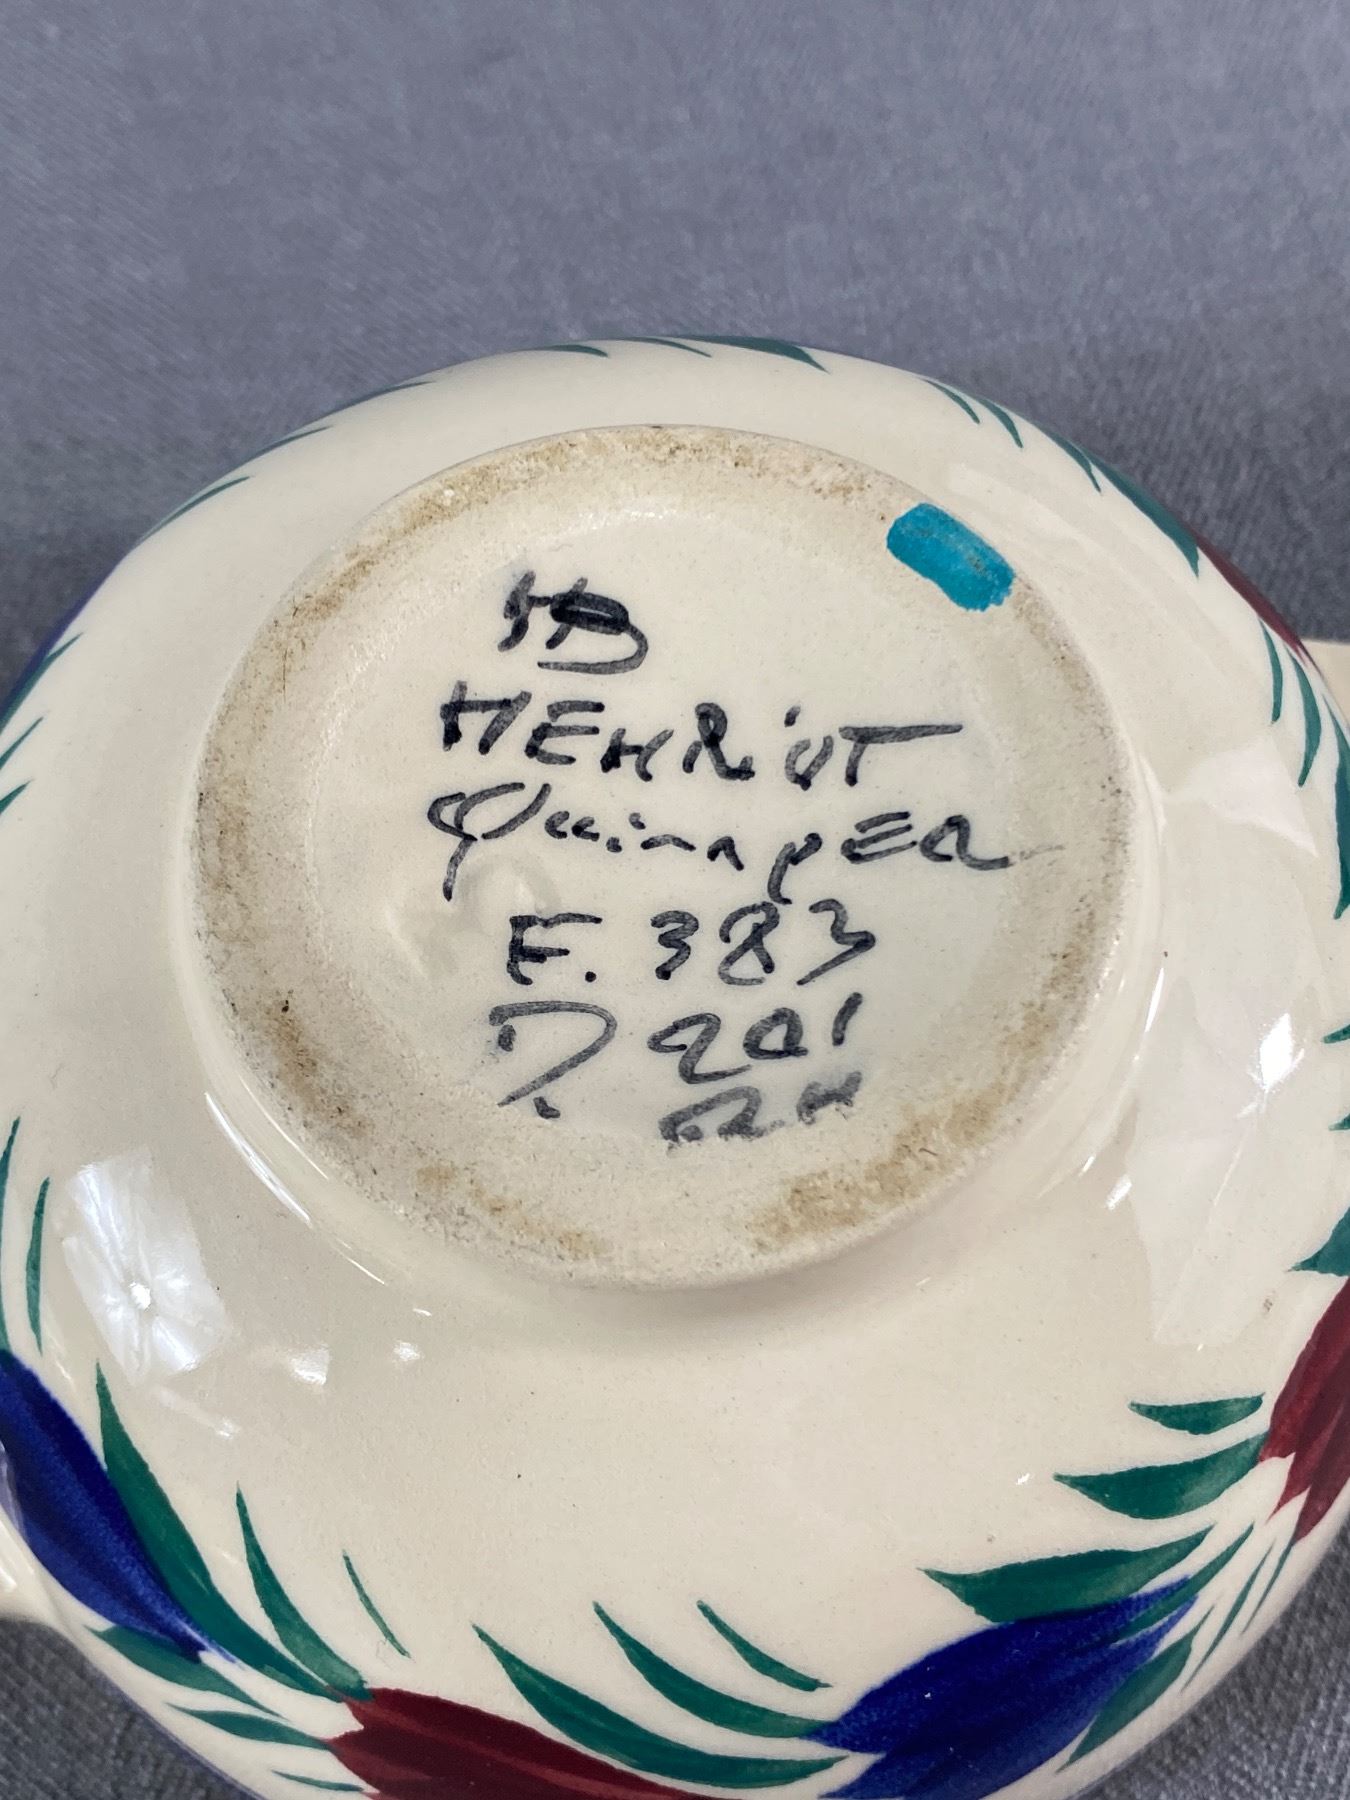 HB
HENRiOT
QuimpER
F. 383
D. 201